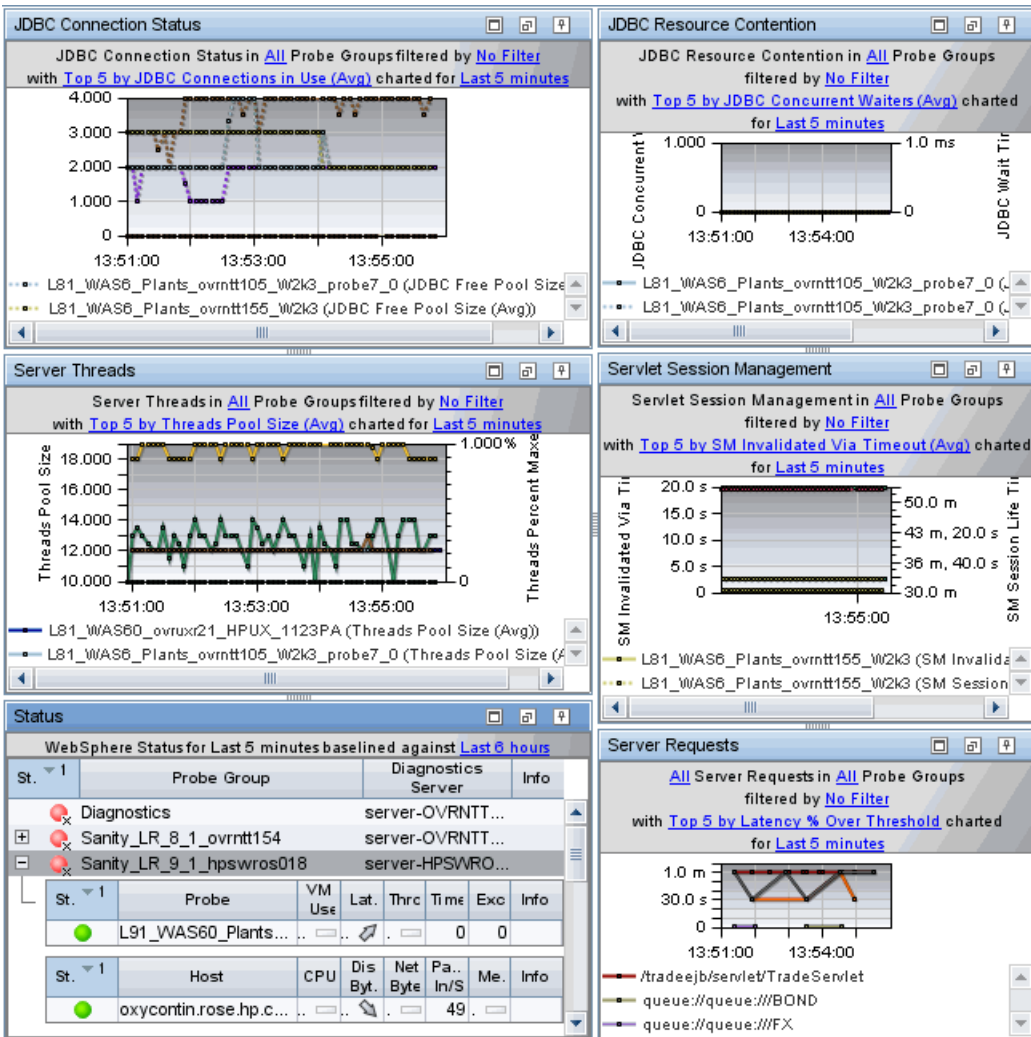 JDBC Connection Status
JDBC Connection Status in All Probe Groups filtered by No Filter
with Top 5 by JDBC Connections in Use (Avg) charted for Last 5 minutes
4.000
3.000
2.000
1.000
0
13:51:00 13:53:00 13:55:00
L81_WAS6_Plants_ovrntt105_W2k3_probe7_0 (JDBC Free Pool Size
L81_WAS6_Plants_ovrntt155_W2k3 (JDBC Free Pool Size (Avg))
JDBC Resource Contention
JDBC Resource Contention in All Probe Groups
filtered by No Filter
with Top 5 by JDBC Concurrent Waiters (Avg) charted
for Last 5 minutes
JDBC Concurrent
1.000
0
1.0 ms
0
JDBC Wait Tir
13:51:00 13:54:00
L81_WAS6_Plants_ovrntt105_W2k3_probe7_0 (J
L81_WAS6_Plants_ovrntt105_W2k3_probe7_0 (J
Server Threads
Server Threads in All Probe Groups filtered by No Filter
with Top 5 by Threads Pool Size (Avg) charted for Last 5 minutes
Threads Pool Size
18.000
16.000
14.000
12.000
10.000
1.000%
0
Threads Percent Maxe
13:51:00 13:53:00 13:55:00
L81_WAS60_ovruxr21_HPUX_1123PA (Threads Pool Size (Avg))
L81_WAS6_Plants_ovrntt105_W2k3_probe7_0 (Threads Pool Size (A
Servlet Session Management
Servlet Session Management in All Probe Groups
filtered by No Filter
with Top 5 by SM Invalidated Via Timeout (Avg) charted
for Last 5 minutes
SM Invalidated Via Tir
20.0 s
15.0 s
10.0 s
5.0 s
0
50.0 m
43 m, 20.0 s
36 m, 40.0 s
30.0 m
SM Session Life Ti
13:55:00
L81_WAS6_Plants_ovrntt155_W2k3 (SM Invalida
L81_WAS6_Plants_ovrntt155_W2k3 (SM Session
Status
WebSphere Status for Last 5 minutes baselined against Last 6 hours
St. 1 Probe Group Diagnostics Server Info
Diagnostics server-OVRNTT...
Sanity_LR_8_1_ovrntt154 server-OVRNTT...
Sanity_LR_9_1_hpswros018 server-HPSWRO...
St. 1 Probe VM Use Lat. Thrc Time Exc Info
L91_WAS60_Plants... .. .. . 0 0
St. 1 Host CPU Dis Byt. Net Byte Pa.. In/S Me. Info
oxycontin.rose.hp.c... .. .. . 49 .
Server Requests
All Server Requests in All Probe Groups
filtered by No Filter
with Top 5 by Latency % Over Threshold charted
for Last 5 minutes
1.0 m
30.0 s
0
13:51:00 13:54:00
/tradeejb/servlet/TradeServlet
queue://queue:///BOND
queue://queue:///FX